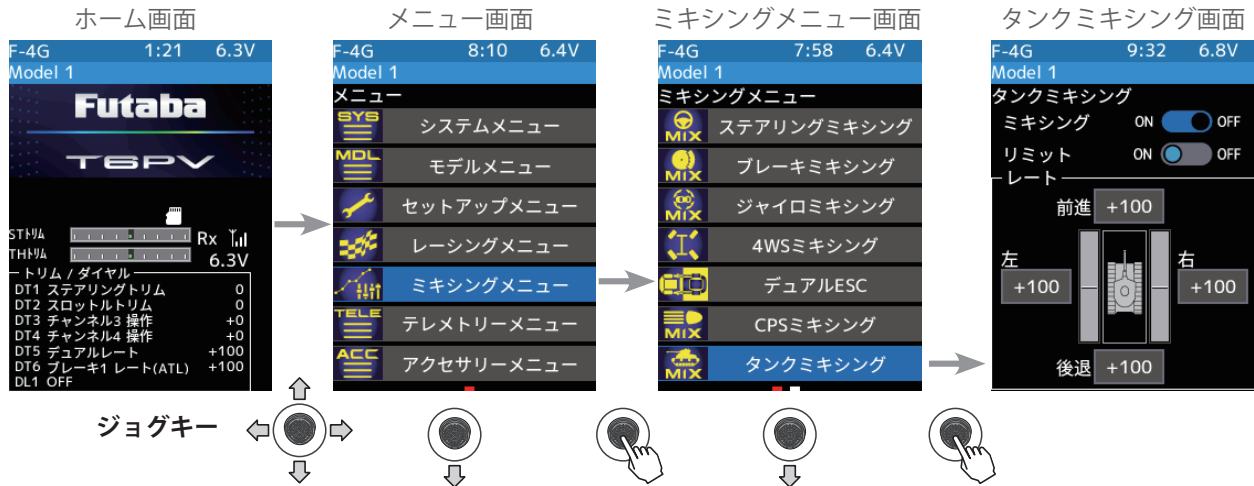 ホーム画面
F-4G 1:21 6.3V
Model 1
Futaba
T6PV
STトリム
Rx
THトリム
6.3V
トリム / ダイヤル
DT1 ステアリングトリム 0
DT2 スロットルトリム 0
DT3 チャンネル3 操作 +0
DT4 チャンネル4 操作 +0
DT5 デュアルレート +100
DT6 ブレーキ1 レート(ATL) +100
DL1 OFF
メニュー画面
F-4G 8:10 6.4V
Model 1
メニュー
SYS システムメニュー
MDL モデルメニュー
セットアップメニュー
レーシングメニュー
ミキシングメニュー
TELE テレメトリーメニュー
ACC アクセサリーメニュー
ミキシングメニュー画面
F-4G 7:58 6.4V
Model 1
ミキシングメニュー
MIX ステアリングミキシング
MIX ブレーキミキシング
MIX ジャイロミキシング
4WSミキシング
デュアルESC
MIX CPSミキシング
MIX タンクミキシング
タンクミキシング画面
F-4G 9:32 6.8V
Model 1
タンクミキシング
ミキシング ON OFF
リミット ON OFF
レート
前進 +100
左 右
+100 +100
後退 +100
ジョグキー